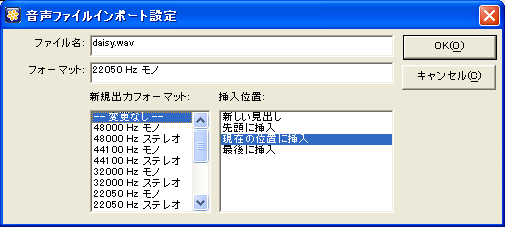 音声ファイルインポート設定
ファイル名: daisy.wav
OK(O)
フォーマット: 22050 Hz モノ
キャンセル(C)
新規出力フォーマット:
-- 変更なし --
48000 Hz モノ
48000 Hz ステレオ
44100 Hz モノ
44100 Hz ステレオ
32000 Hz モノ
32000 Hz ステレオ
22050 Hz モノ
22050 Hz ステレオ
挿入位置:
新しい見出し
先頭に挿入
現在の位置に挿入
最後に挿入